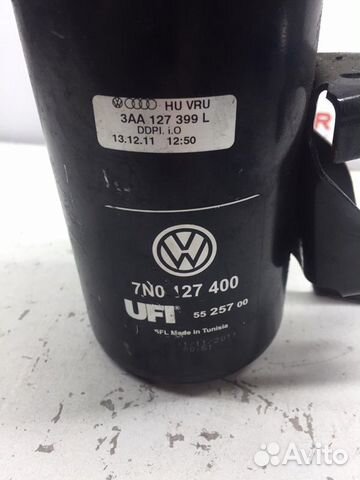 HU VRU
3AA 127 399 L
DDPI. i.O
13.12.11 12:50
7N0 127 400
UFI 55 257 00
SFL Made in Tunisia
Avito